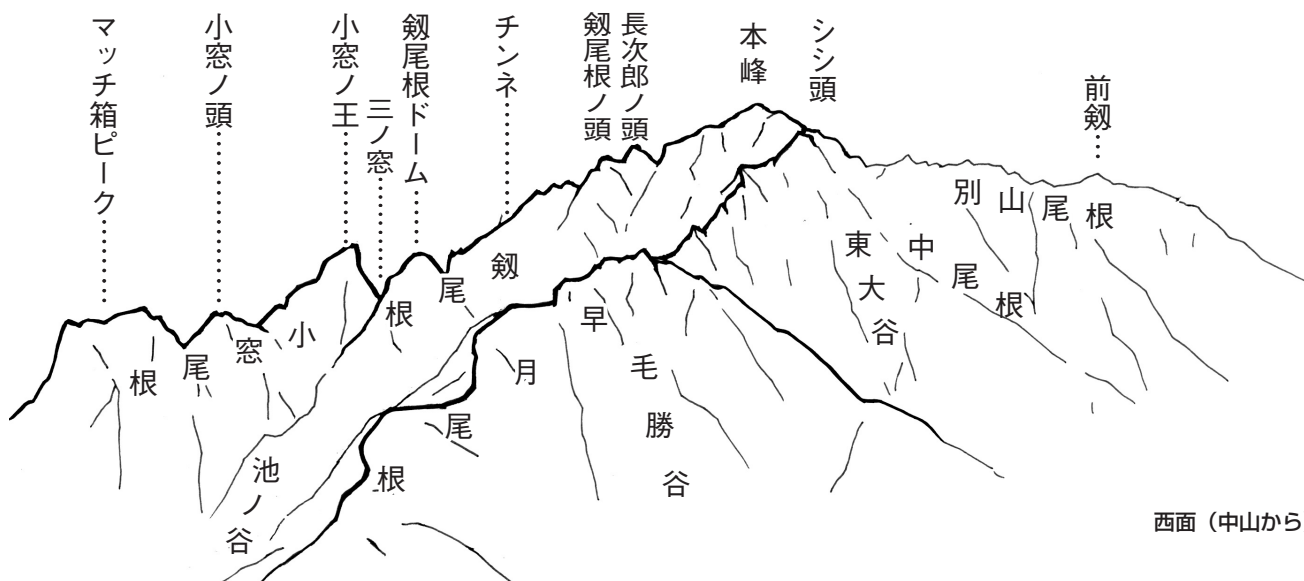 マッチ箱ピーク
小窓ノ頭
小窓ノ王
三ノ窓
剱尾根ドーム
チンネ
剱尾根ノ頭
長次郎ノ頭
本峰
シシ頭
前剱
小窓尾根
剱尾根
池ノ谷
早月尾根
毛勝谷
東大谷
中尾根
別山尾根
西面（中山から